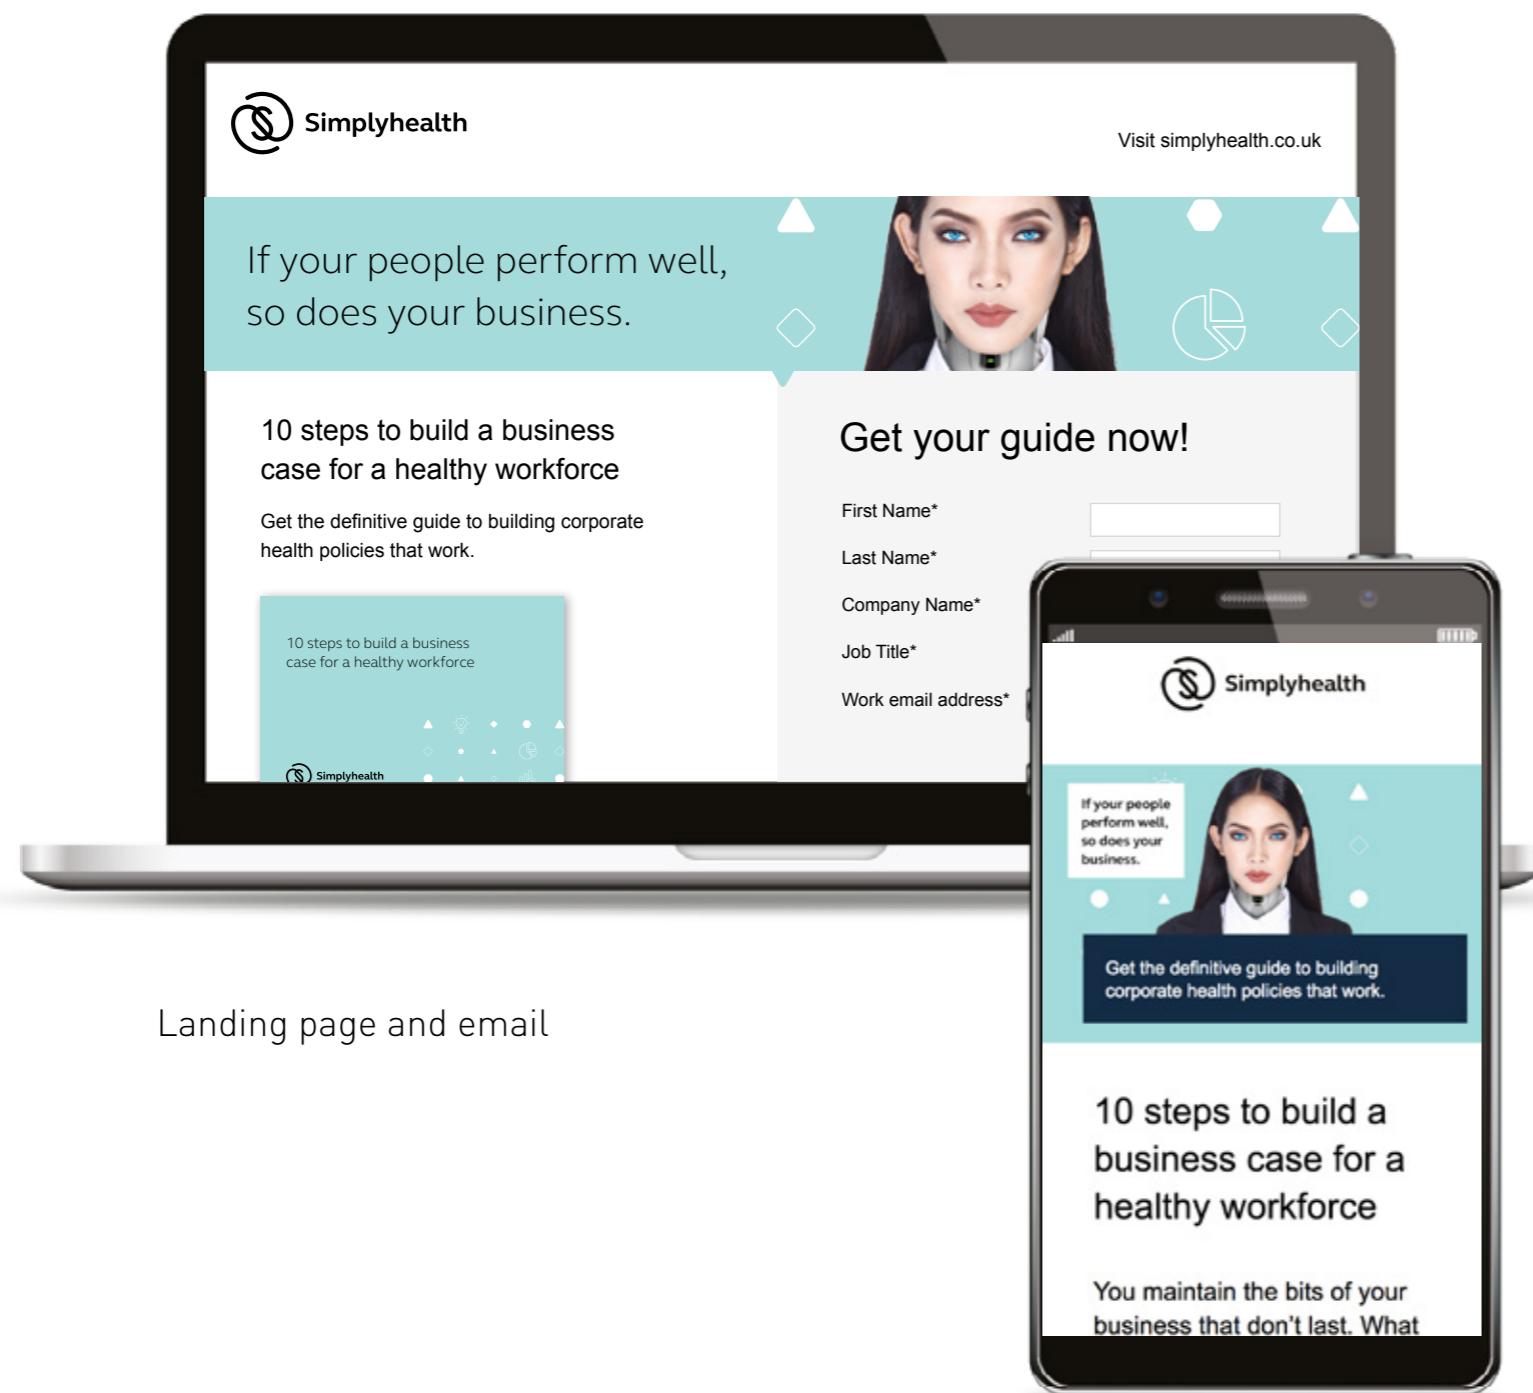 Simplyhealth
Visit simplyhealth.co.uk
If your people perform well,
so does your business.
10 steps to build a business
case for a healthy workforce
Get the definitive guide to building corporate
health policies that work.
10 steps to build a business
case for a healthy workforce
Simplyhealth
Get your guide now!
First Name*
Last Name*
Company Name*
Job Title*
Work email address*
Simplyhealth
If your people
perform well,
so does your
business.
Get the definitive guide to building
corporate health policies that work.
10 steps to build a
business case for a
healthy workforce
You maintain the bits of your
business that don't last. What
Landing page and email